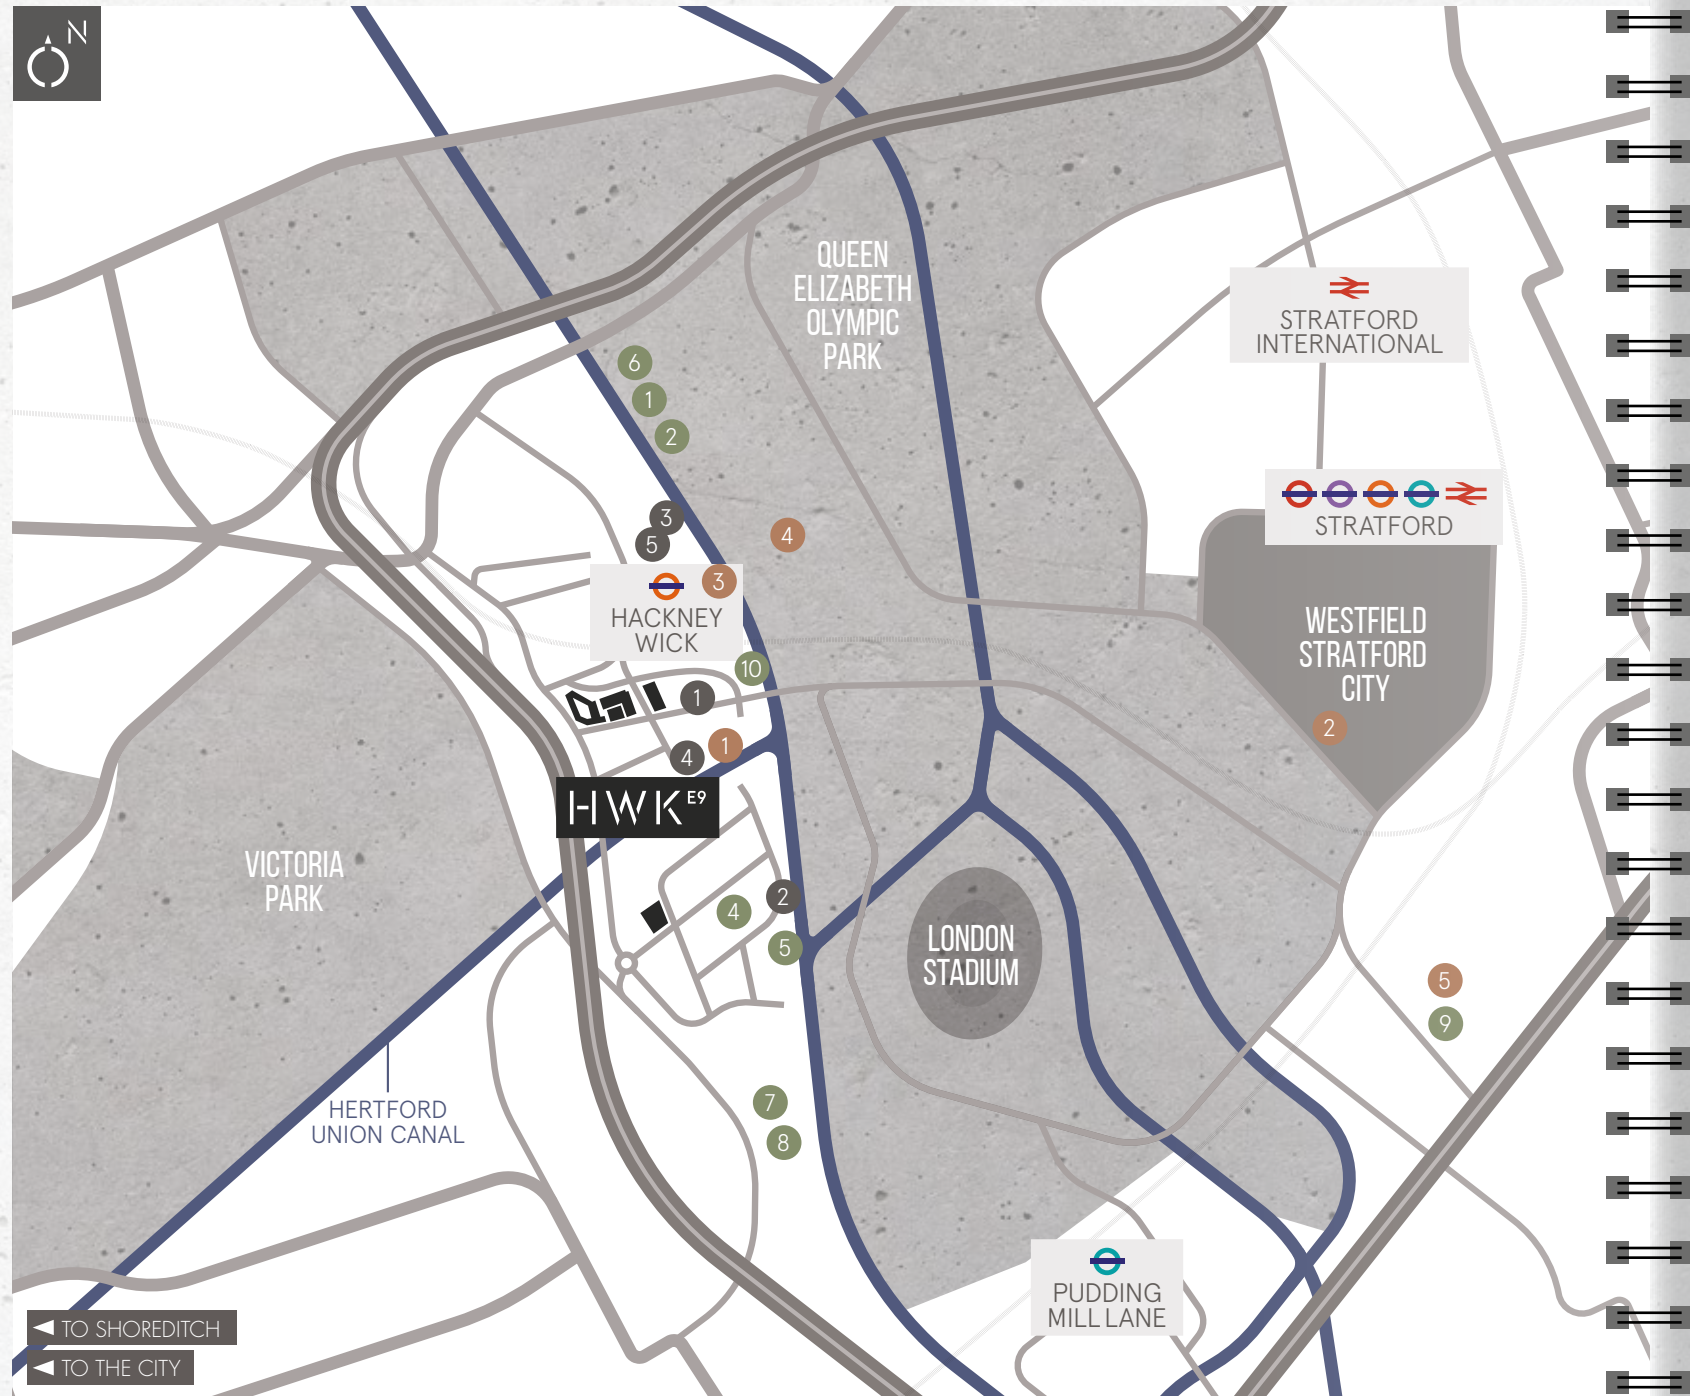 N
QUEEN
ELIZABETH
OLYMPIC
PARK
STRATFORD
INTERNATIONAL
6
1
2
3
5
4
STRATFORD
3
HACKNEY
WICK
WESTFIELD
STRATFORD
CITY
10
1
2
4
1
HWK E9
VICTORIA
PARK
4
2
5
LONDON
STADIUM
5
9
HERTFORD
UNION CANAL
7
8
PUDDING
MILL LANE
TO SHOREDITCH
TO THE CITY